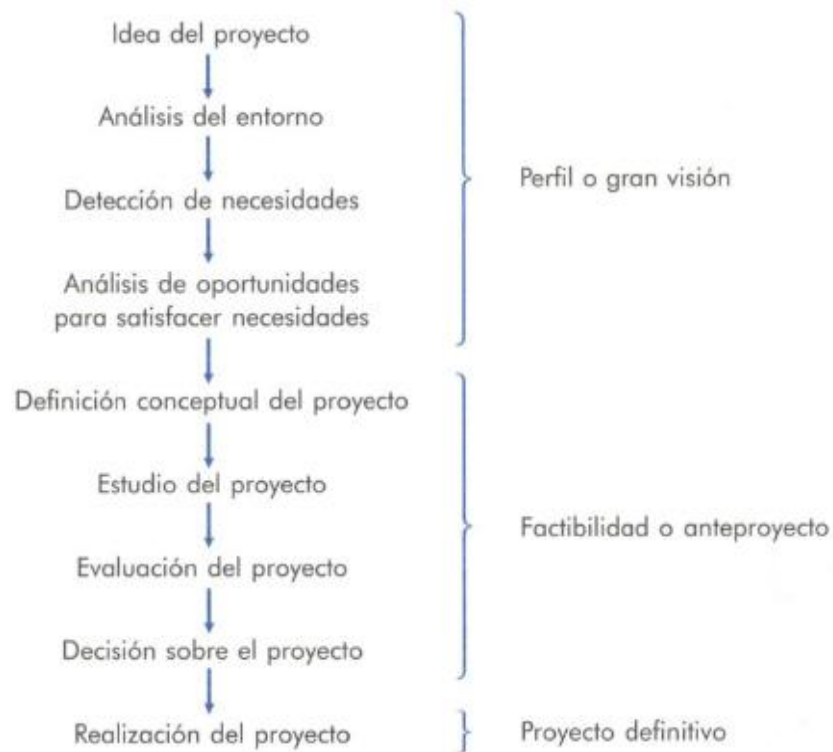 Idea del proyecto
Análisis del entorno
Detección de necesidades
Perfil o gran visión
Análisis de oportunidades
para satisfacer necesidades
Definición conceptual del proyecto
Estudio del proyecto
Factibilidad o anteproyecto
Evaluación del proyecto
Decisión sobre el proyecto
Realización del proyecto
Proyecto definitivo